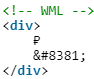 <!-- WML -->
<div>
₽
&#8381;
</div>